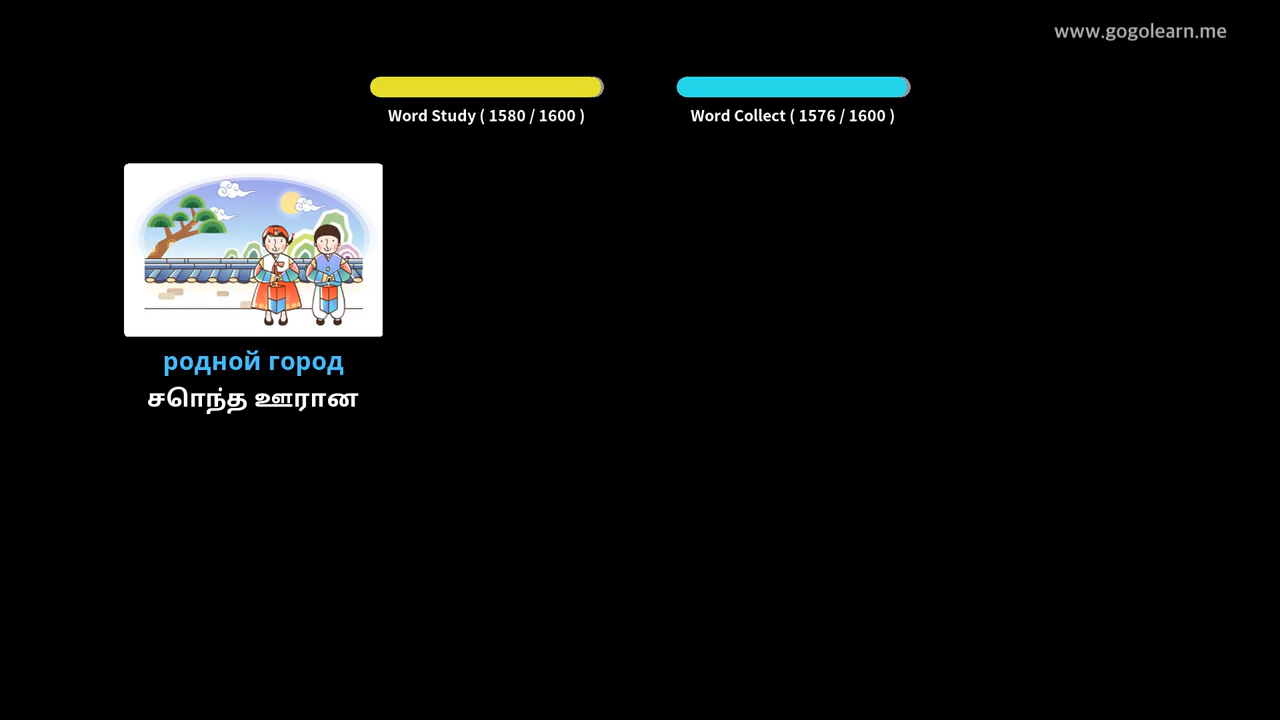 www.gogolearn.me
Word Study ( 1580 / 1600 )
Word Collect ( 1576 / 1600 )
родной город
சொந்த ஊரான